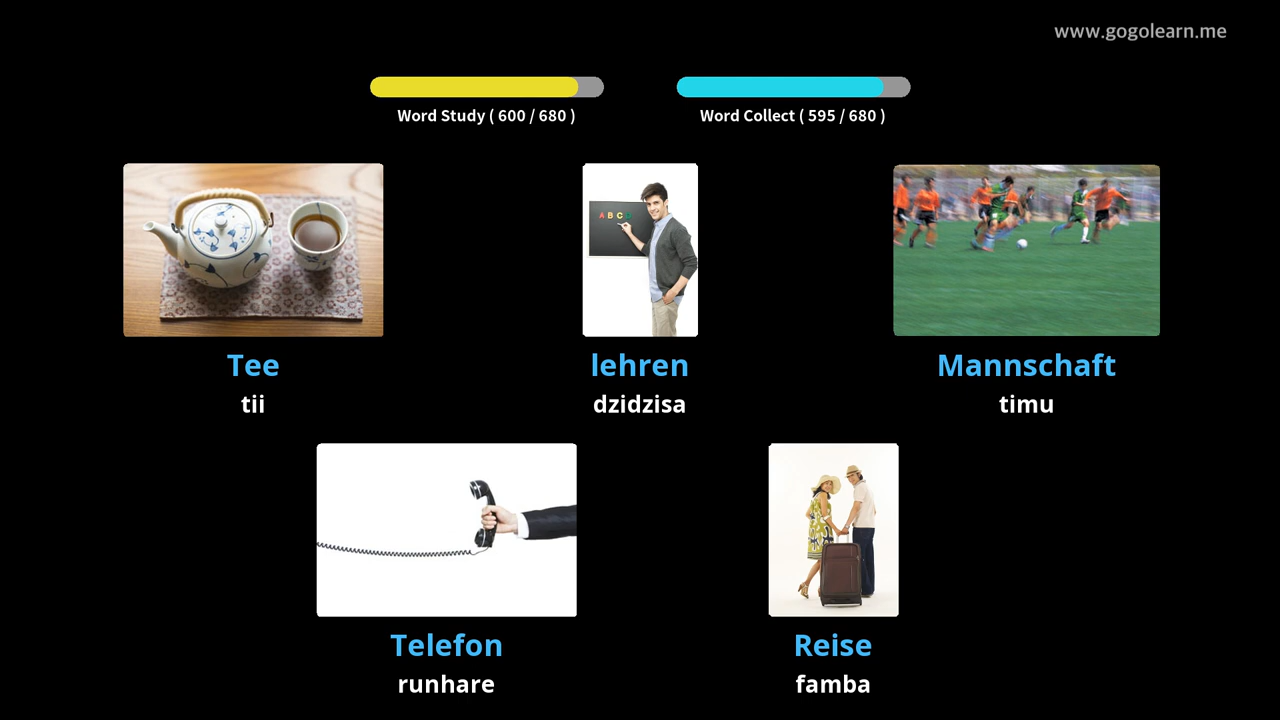 www.gogolearn.me
Word Study ( 600 / 680 )
Word Collect ( 595 / 680 )
A B C D
Tee
tii
lehren
dzidzisa
Mannschaft
timu
Telefon
runhare
Reise
famba